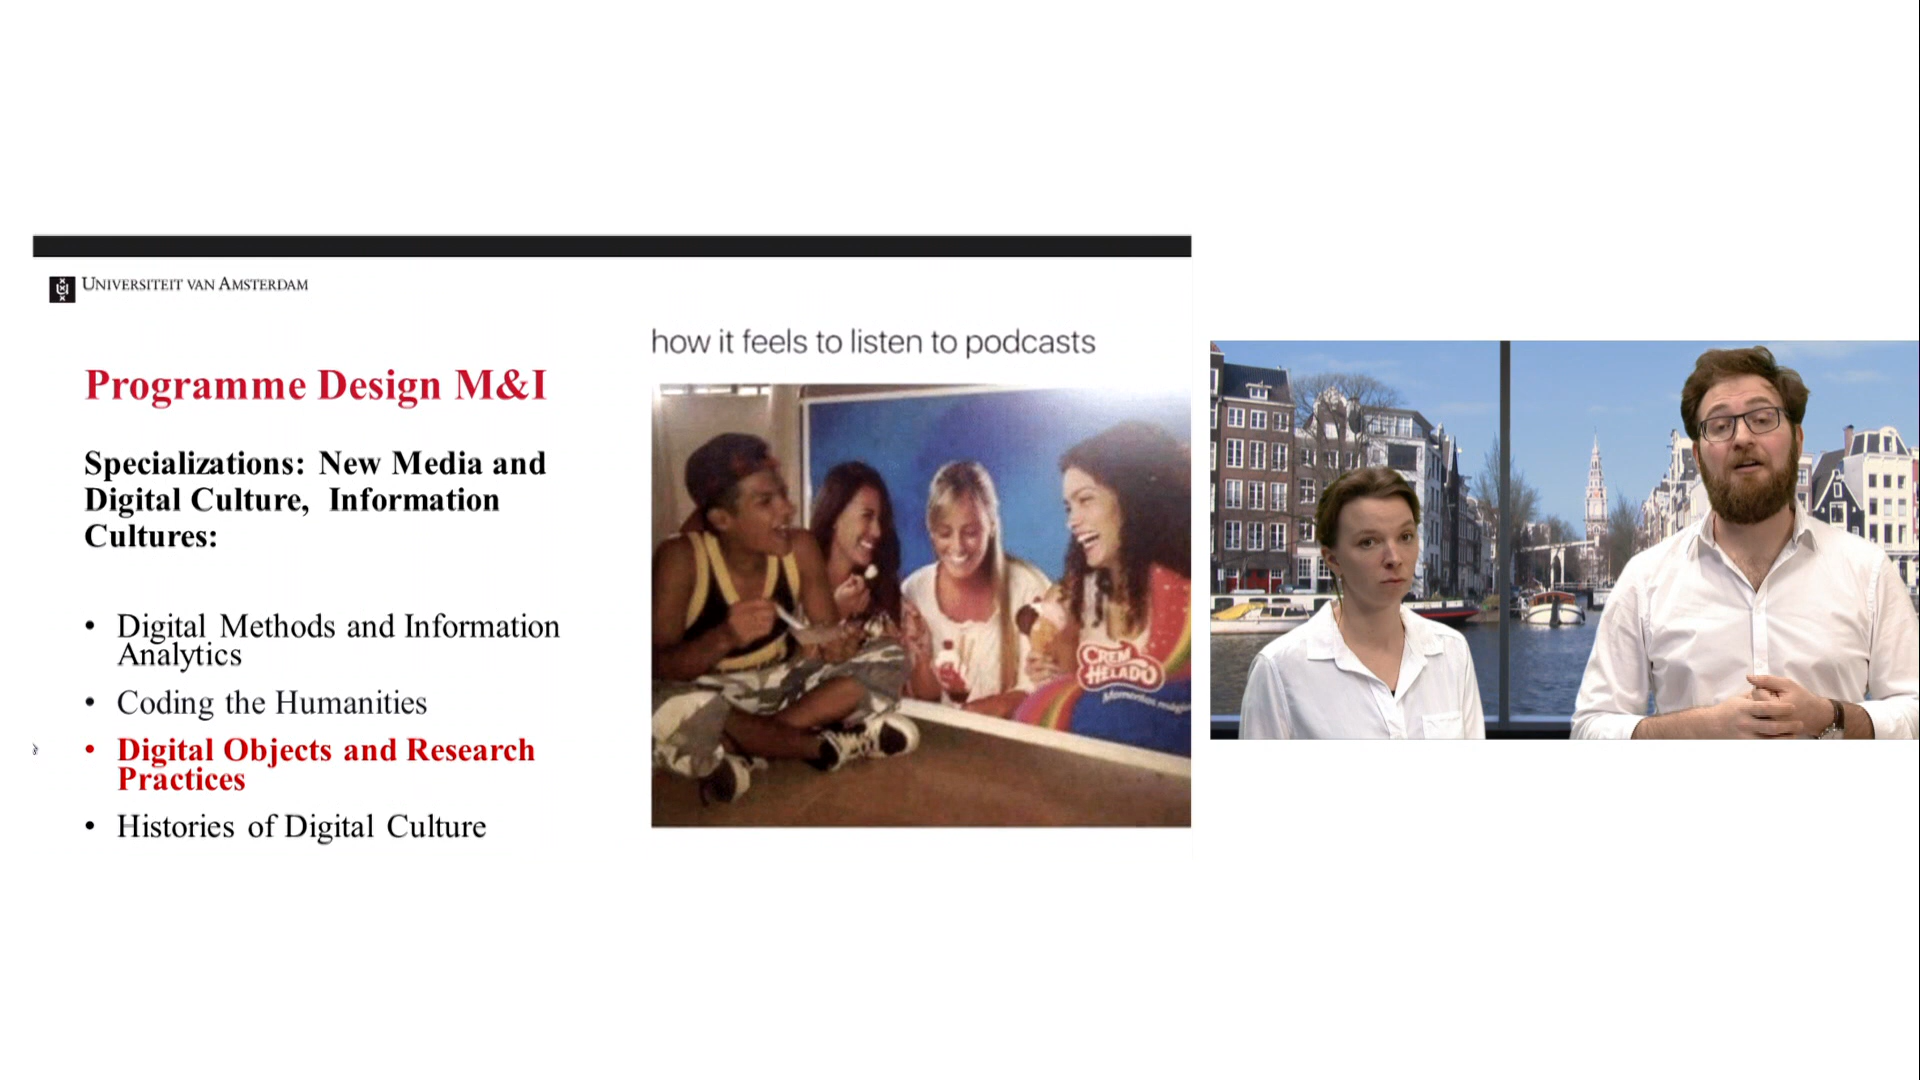 UNIVERSITEIT VAN AMSTERDAM
Programme Design M&I
Specializations: New Media and
Digital Culture, Information
Cultures:
• Digital Methods and Information
Analytics
• Coding the Humanities
• Digital Objects and Research
Practices
• Histories of Digital Culture
how it feels to listen to podcasts
CREM
HELADO